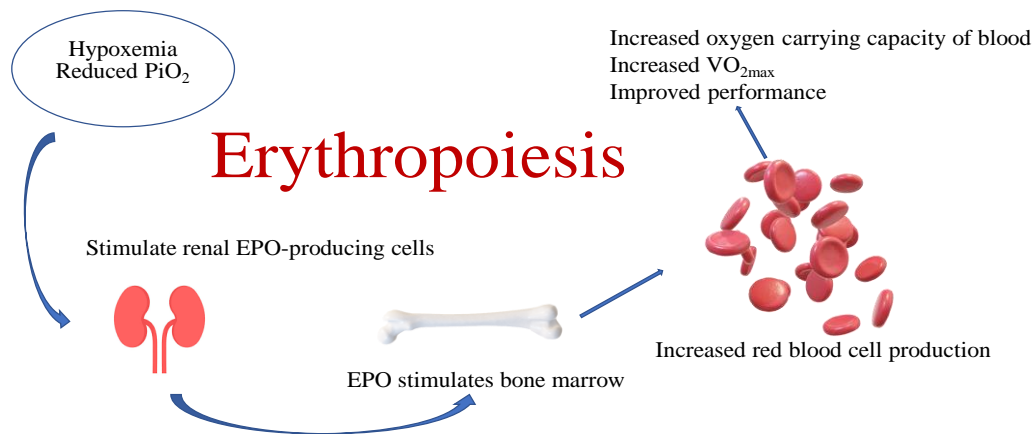 Hypoxemia
Reduced PiO₂
Increased oxygen carrying capacity of blood
Increased VO₂max
Improved performance
Erythropoiesis
Stimulate renal EPO-producing cells
Increased red blood cell production
EPO stimulates bone marrow